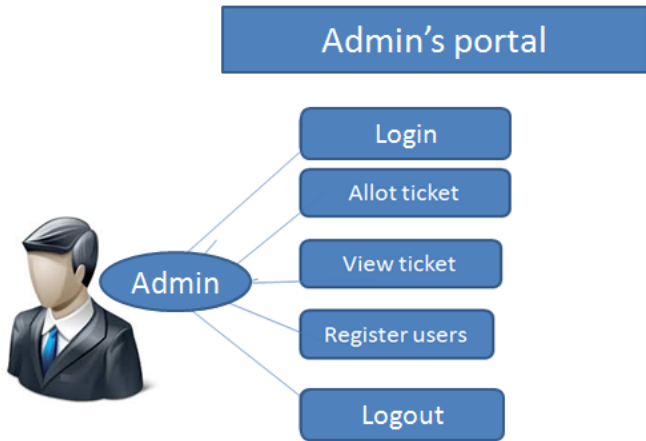 Admin’s portal
Login
Allot ticket
View ticket
Admin
Register users
Logout